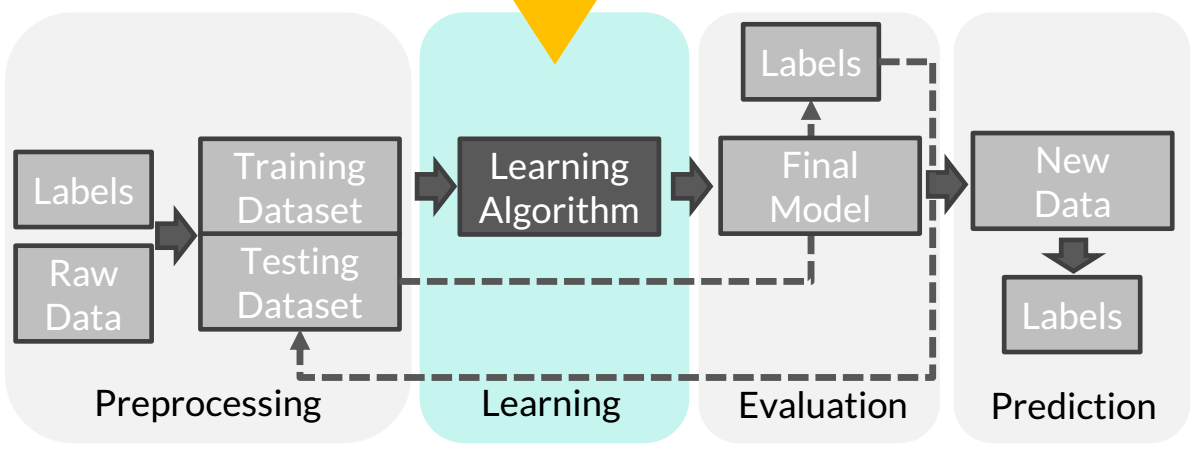 Labels
Raw
Data
Training
Dataset
Testing
Dataset
Preprocessing
Learning
Algorithm
Learning
Labels
Final
Model
Evaluation
New
Data
Labels
Prediction